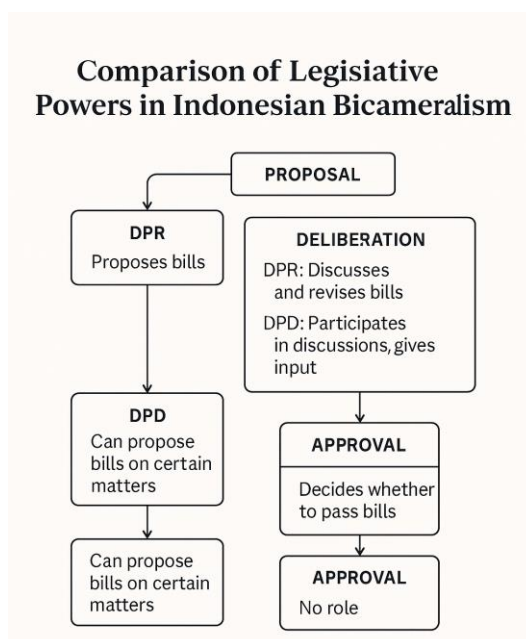 Comparison of Legisiative
Powers in Indonesian Bicameralism
PROPOSAL
DPR
Proposes bills
DPD
Can propose
bills on certain
matters
Can propose
bills on certain
matters
DELIBERATION
DPR: Discusses
and revises bills
DPD: Participates
in discussions, gives
input
APPROVAL
Decides whether
to pass bills
APPROVAL
No role